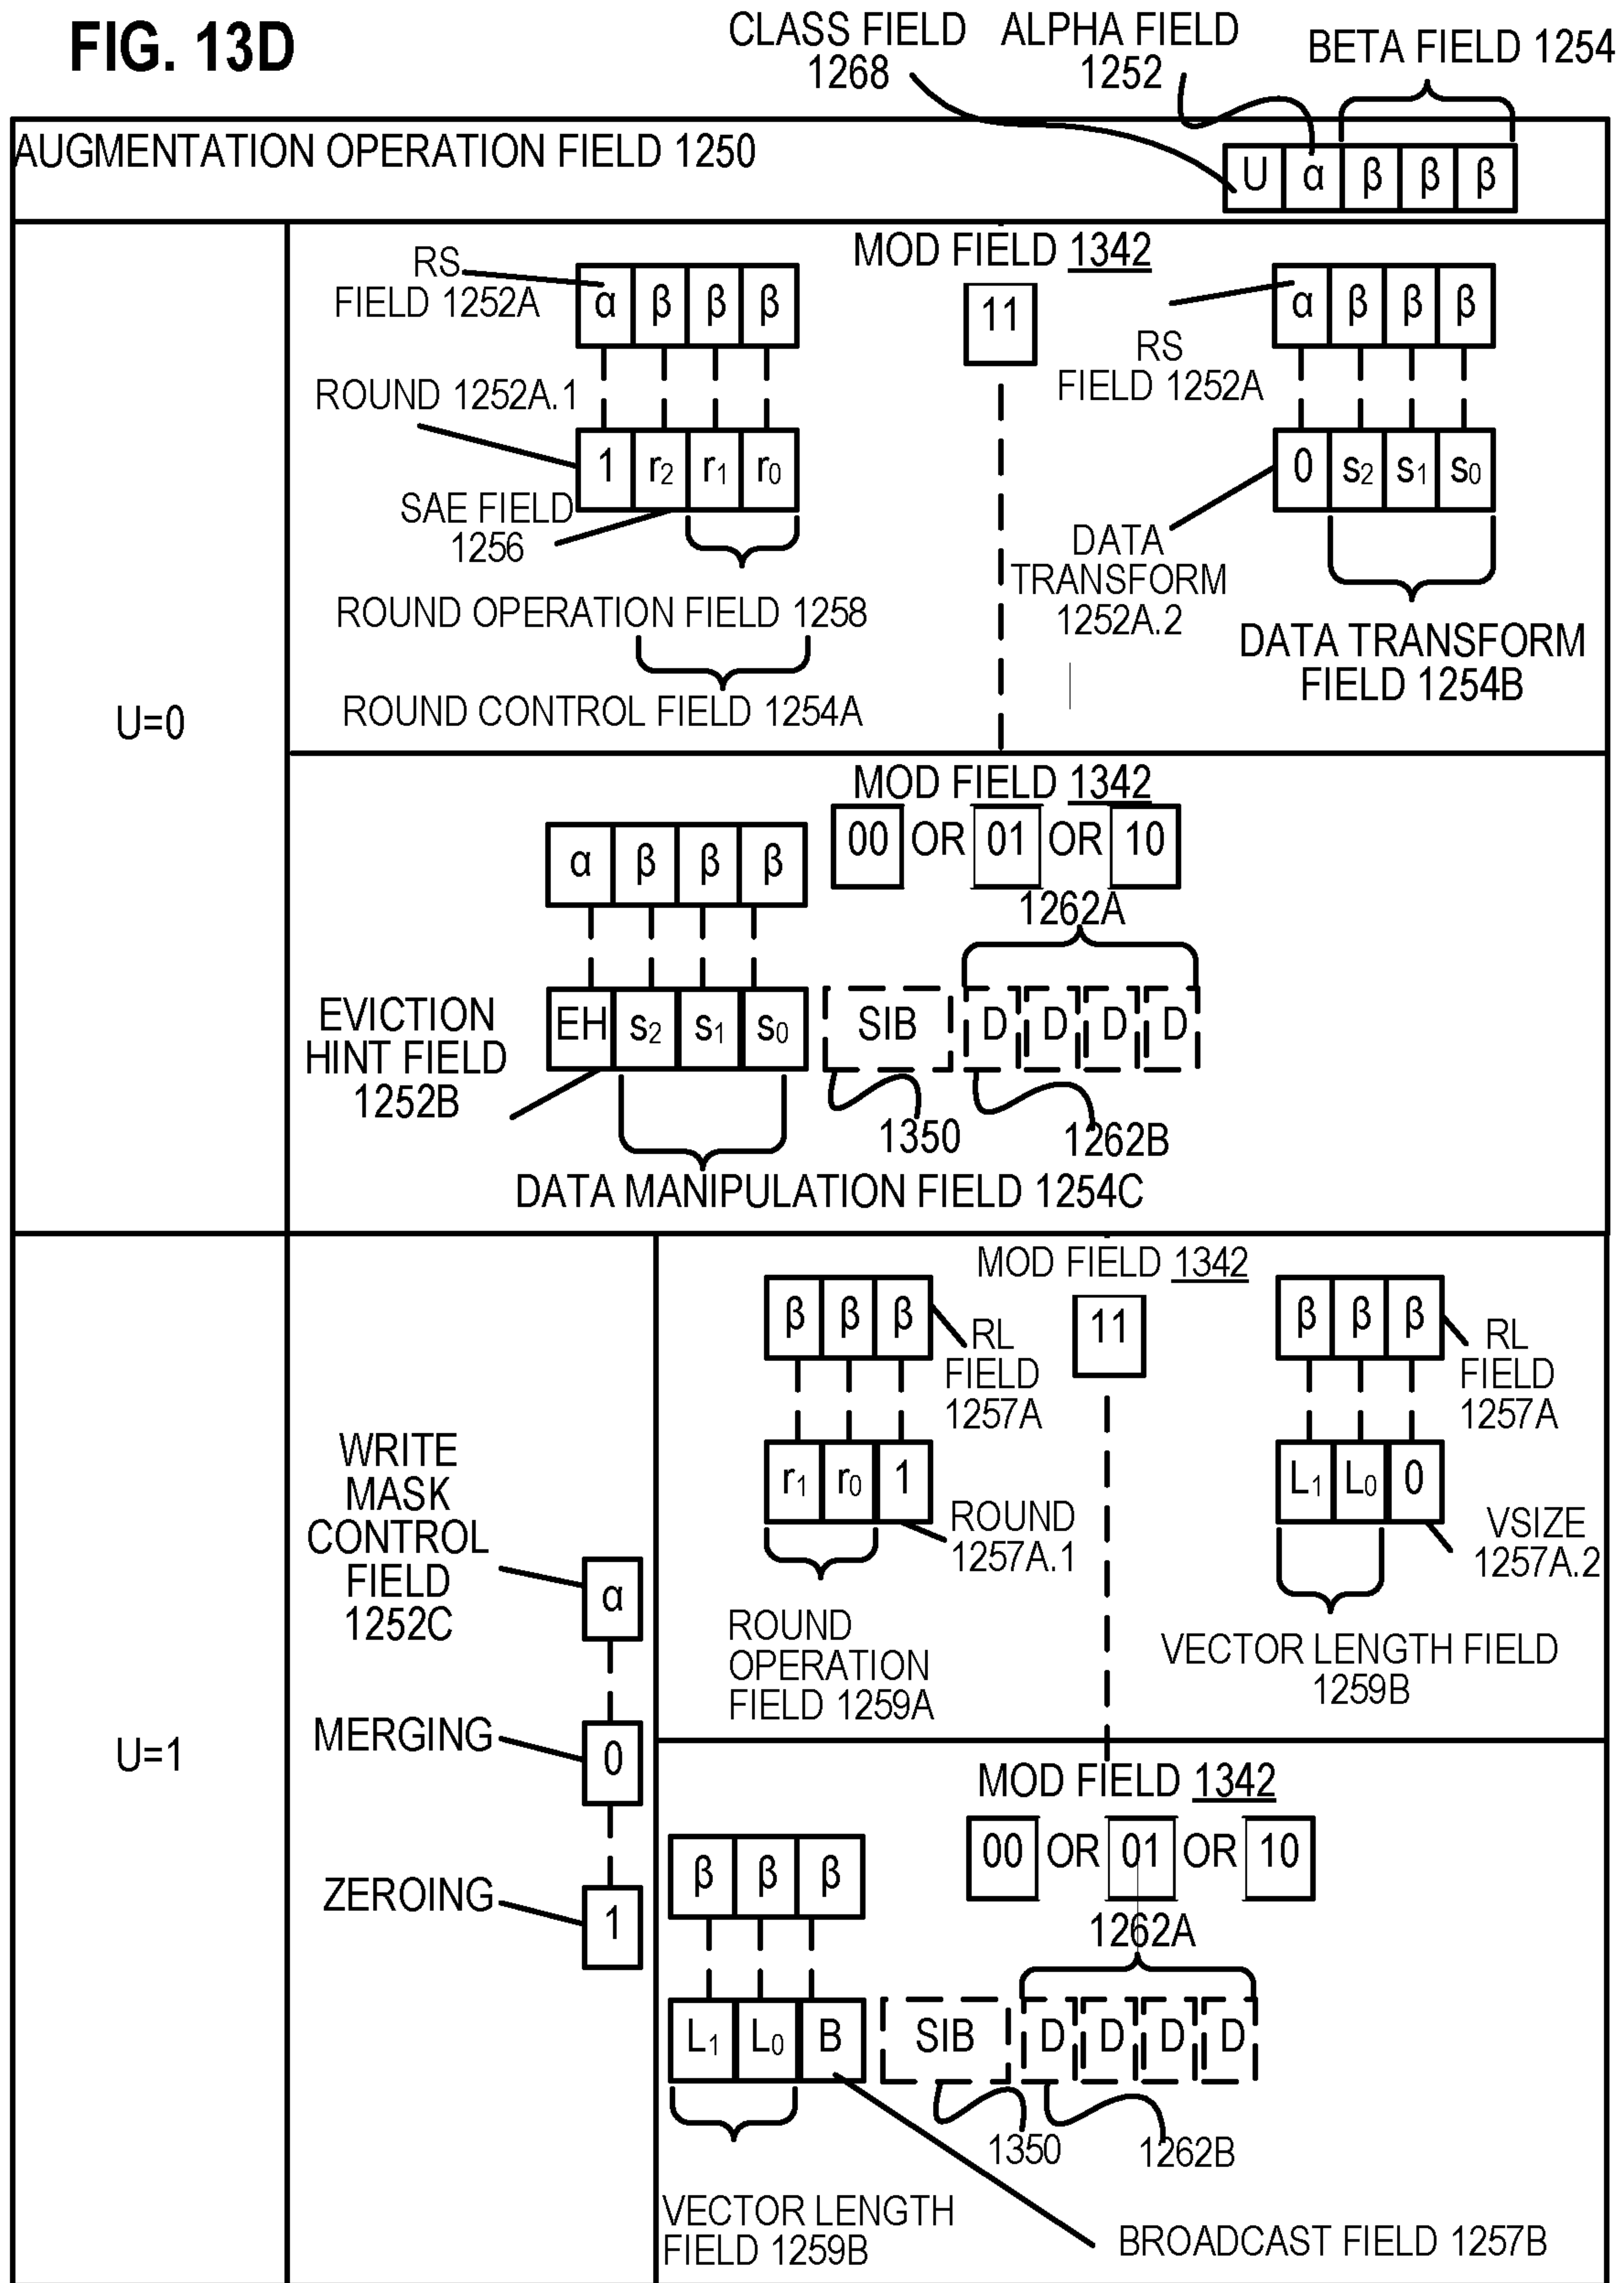 FIG. 13D
CLASS FIELD
1268
ALPHA FIELD
1252
BETA FIELD 1254
AUGMENTATION OPERATION FIELD 1250
U α β β β
U=0
MOD FIELD 1342
11
RS
FIELD 1252A
α β β β
ROUND 1252A.1
1 r2 r1 r0
SAE FIELD
1256
ROUND OPERATION FIELD 1258
ROUND CONTROL FIELD 1254A
α β β β
RS
FIELD 1252A
0 s2 s1 s0
DATA
TRANSFORM
1252A.2
DATA TRANSFORM
FIELD 1254B
MOD FIELD 1342
00 OR 01 OR 10
α β β β
1262A
EVICTION
HINT FIELD
1252B
EH s2 s1 s0 SIB D D D D
1350
1262B
DATA MANIPULATION FIELD 1254C
U=1
WRITE
MASK
CONTROL
FIELD
1252C
α
MERGING
0
ZEROING
1
MOD FIELD 1342
11
β β β
RL
FIELD
1257A
r1 r0 1
ROUND
1257A.1
ROUND
OPERATION
FIELD 1259A
β β β
RL
FIELD
1257A
L1 L0 0
VSIZE
1257A.2
VECTOR LENGTH FIELD
1259B
MOD FIELD 1342
00 OR 01 OR 10
β β β
1262A
L1 L0 B SIB D D D D
1350
1262B
VECTOR LENGTH
FIELD 1259B
BROADCAST FIELD 1257B